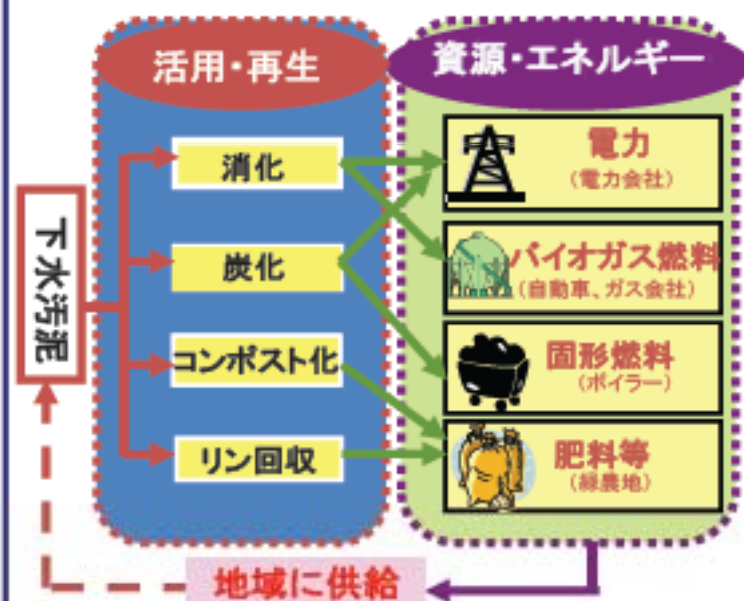 活用・再生
資源・エネルギー
下水汚泥
消化
炭化
コンポスト化
リン回収
電力
(電力会社)
バイオガス燃料
(自動車、ガス会社)
固形燃料
(ボイラー)
肥料等
(緑農地)
地域に供給